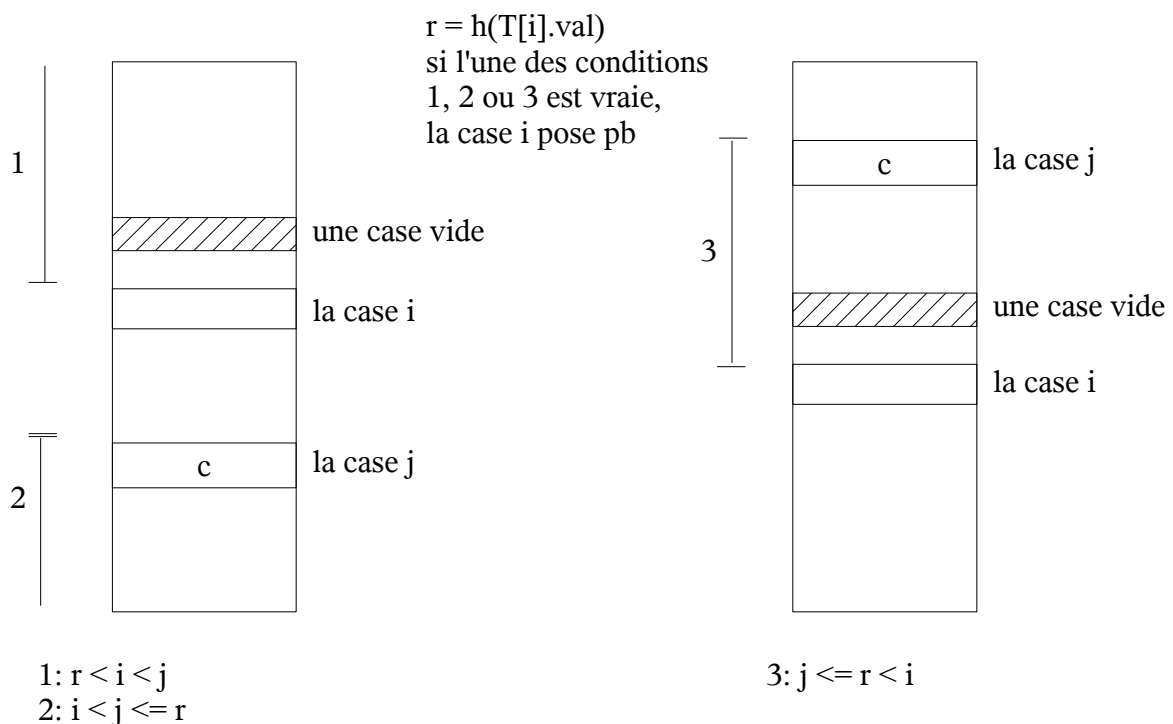 r = h(T[i].val)
si l'une des conditions
1, 2 ou 3 est vraie,
la case i pose pb
1
une case vide
la case i
c
la case j
2
1: r < i < j
2: i < j <= r
c
la case j
3
une case vide
la case i
3: j <= r < i